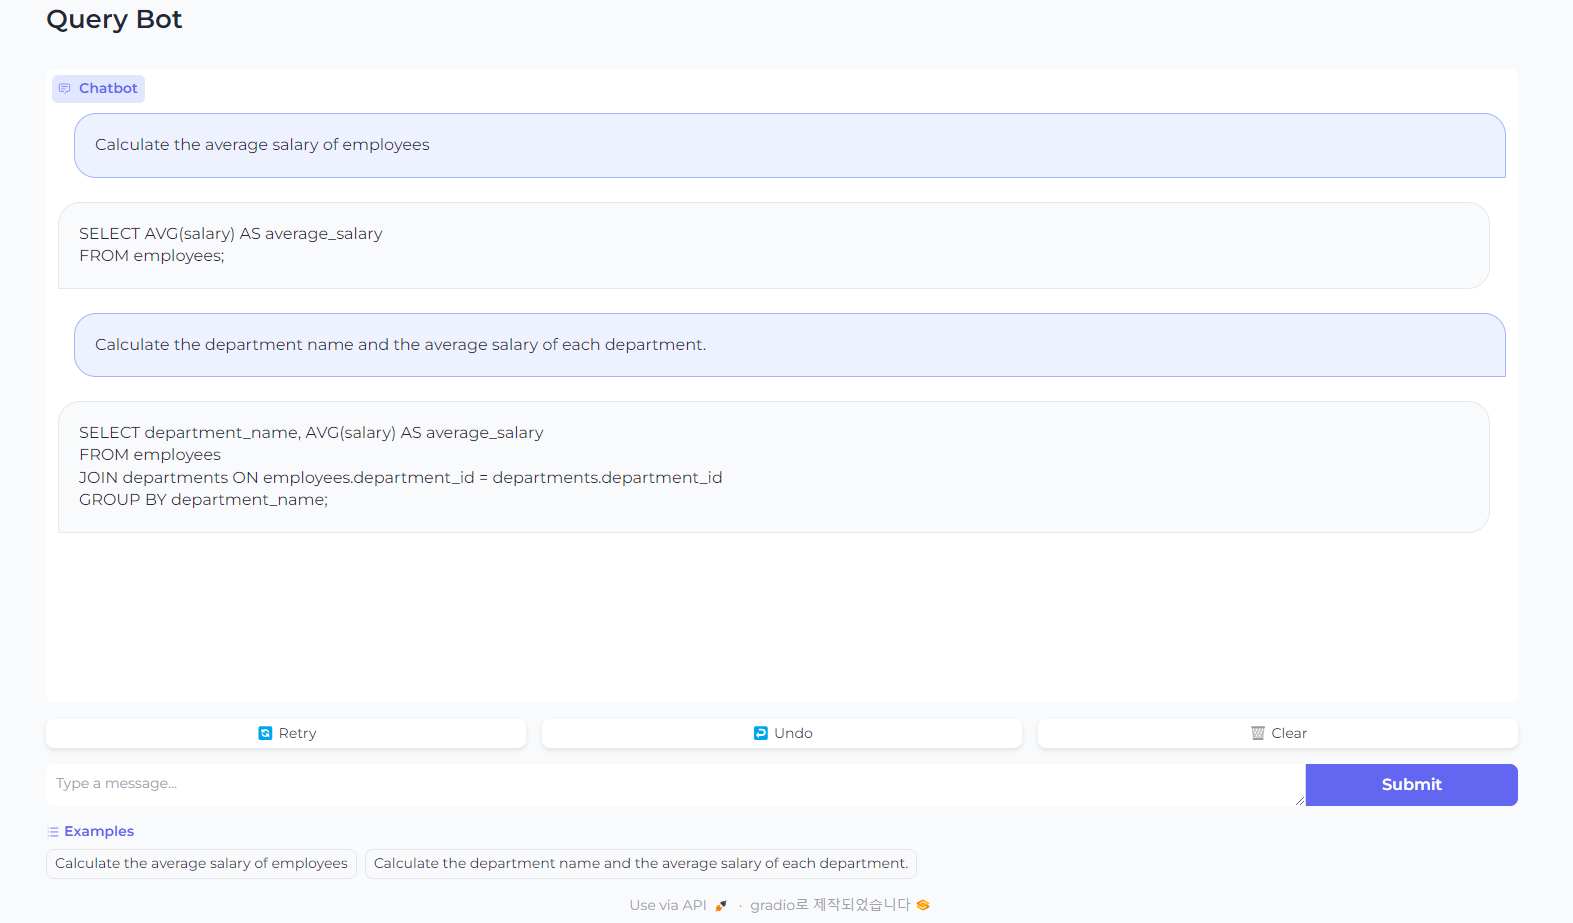 Query Bot
Chatbot
Calculate the average salary of employees
SELECT AVG(salary) AS average_salary
FROM employees;
Calculate the department name and the average salary of each department.
SELECT department_name, AVG(salary) AS average_salary
FROM employees
JOIN departments ON employees.department_id = departments.department_id
GROUP BY department_name;
Retry
Undo
Clear
Type a message...
Submit
Examples
Calculate the average salary of employees
Calculate the department name and the average salary of each department.
Use via API · gradio로 제작되었습니다